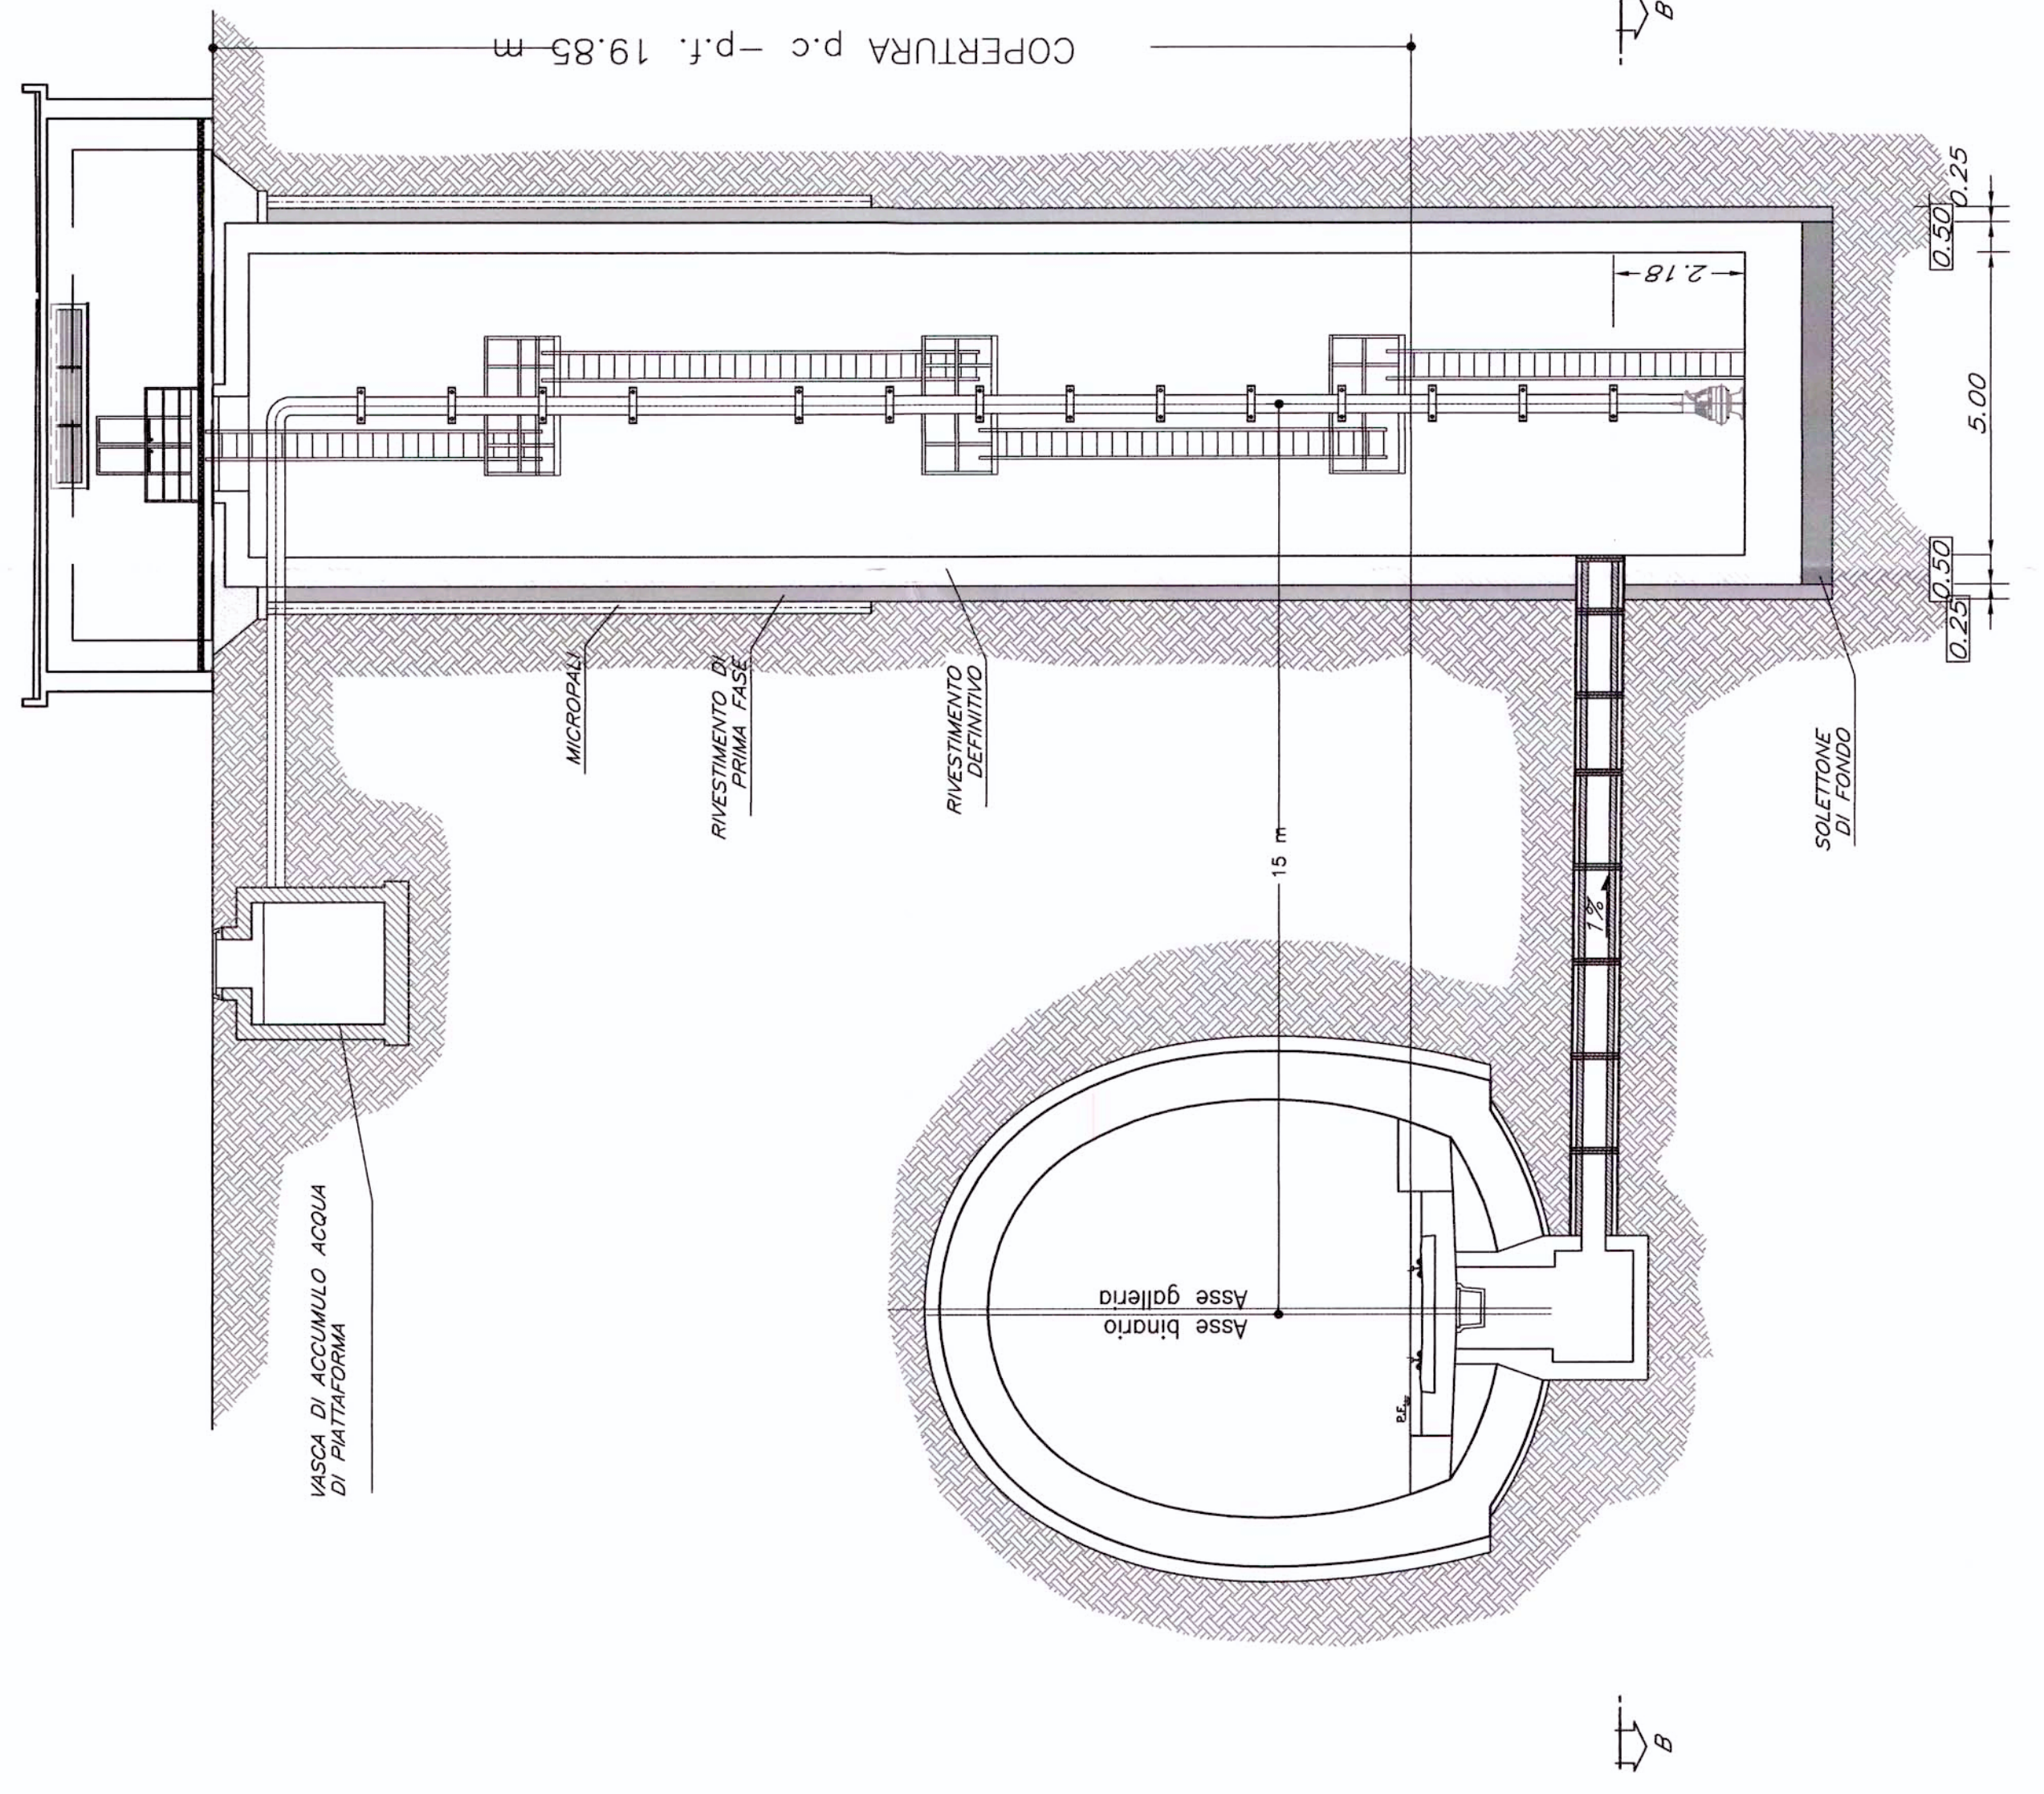 COPERTURA p.c -p.f. 19.85 m
B
0.25
0.50
2.18
5.00
0.50
0.25
MICROPALI
RIVESTIMENTO DI
PRIMA FASE
RIVESTIMENTO
DEFINITIVO
SOLETTONE
DI FONDO
15 m
1%
VASCA DI ACCUMULO ACQUA
DI PIATTAFORMA
Asse galleria
Asse binario
P.F.
B